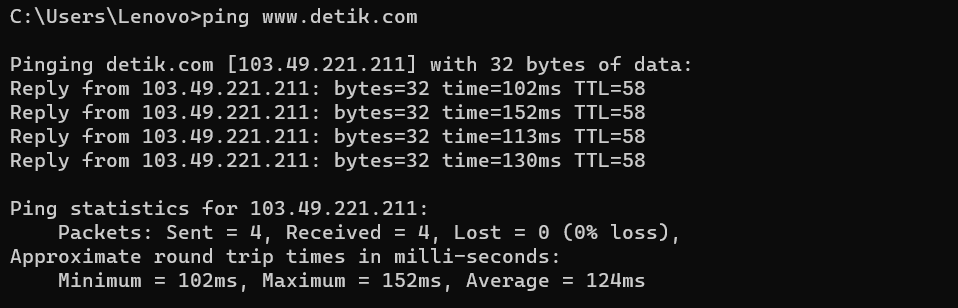 C:\Users\Lenovo>ping www.detik.com
Pinging detik.com [103.49.221.211] with 32 bytes of data:
Reply from 103.49.221.211: bytes=32 time=102ms TTL=58
Reply from 103.49.221.211: bytes=32 time=152ms TTL=58
Reply from 103.49.221.211: bytes=32 time=113ms TTL=58
Reply from 103.49.221.211: bytes=32 time=130ms TTL=58
Ping statistics for 103.49.221.211:
    Packets: Sent = 4, Received = 4, Lost = 0 (0% loss),
Approximate round trip times in milli-seconds:
    Minimum = 102ms, Maximum = 152ms, Average = 124ms